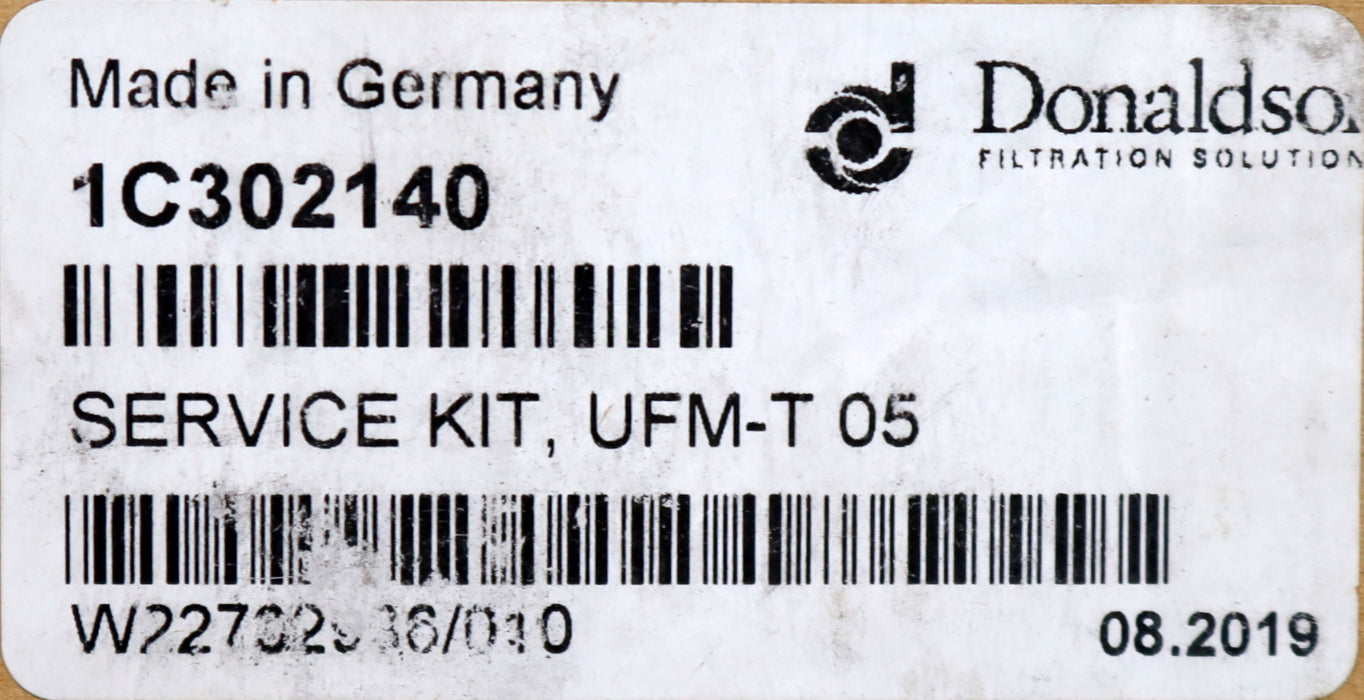 Made in Germany
Donaldso
FILTRATION SOLUTION
1C302140
SERVICE KIT, UFM-T 05
08.2019